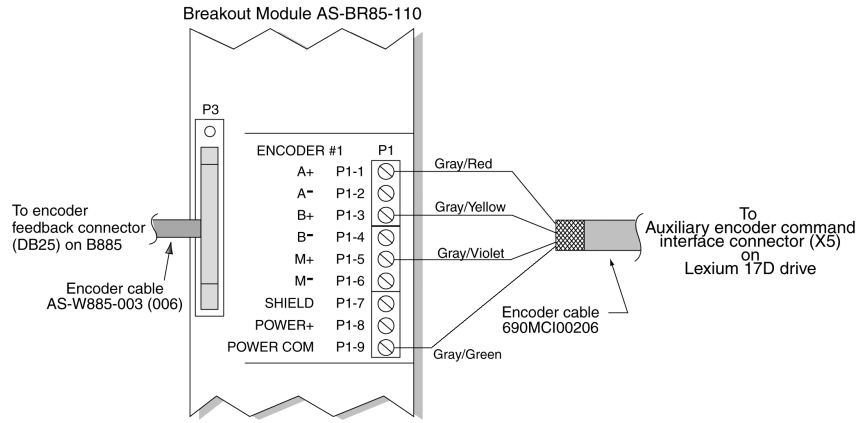 Breakout Module AS-BR85-110
P3
ENCODER #1 P1
A+ P1-1
A- P1-2
B+ P1-3
B- P1-4
M+ P1-5
M- P1-6
SHIELD P1-7
POWER+ P1-8
POWER COM P1-9
Gray/Red
Gray/Yellow
Gray/Violet
Gray/Green
To encoder
feedback connector
(DB25) on B885
Encoder cable
AS-W885-003 (006)
To
Auxiliary encoder command
interface connector (X5)
on
Lexium 17D drive
Encoder cable
690MCI00206